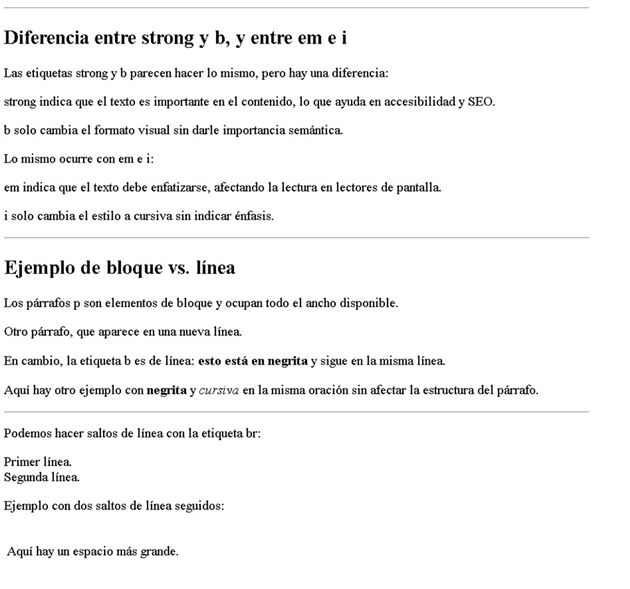 Diferencia entre strong y b, y entre em e i
Las etiquetas strong y b parecen hacer lo mismo, pero hay una diferencia:
strong indica que el texto es importante en el contenido, lo que ayuda en accesibilidad y SEO.
b solo cambia el formato visual sin darle importancia semántica.
Lo mismo ocurre con em e i:
em indica que el texto debe enfatizarse, afectando la lectura en lectores de pantalla.
i solo cambia el estilo a cursiva sin indicar énfasis.
Ejemplo de bloque vs. línea
Los párrafos p son elementos de bloque y ocupan todo el ancho disponible.
Otro párrafo, que aparece en una nueva línea.
En cambio, la etiqueta b es de línea: esto está en negrita y sigue en la misma línea.
Aquí hay otro ejemplo con negrita y cursiva en la misma oración sin afectar la estructura del párrafo.
Podemos hacer saltos de línea con la etiqueta br:
Primer línea.
Segunda línea.
Ejemplo con dos saltos de línea seguidos:
Aquí hay un espacio más grande.